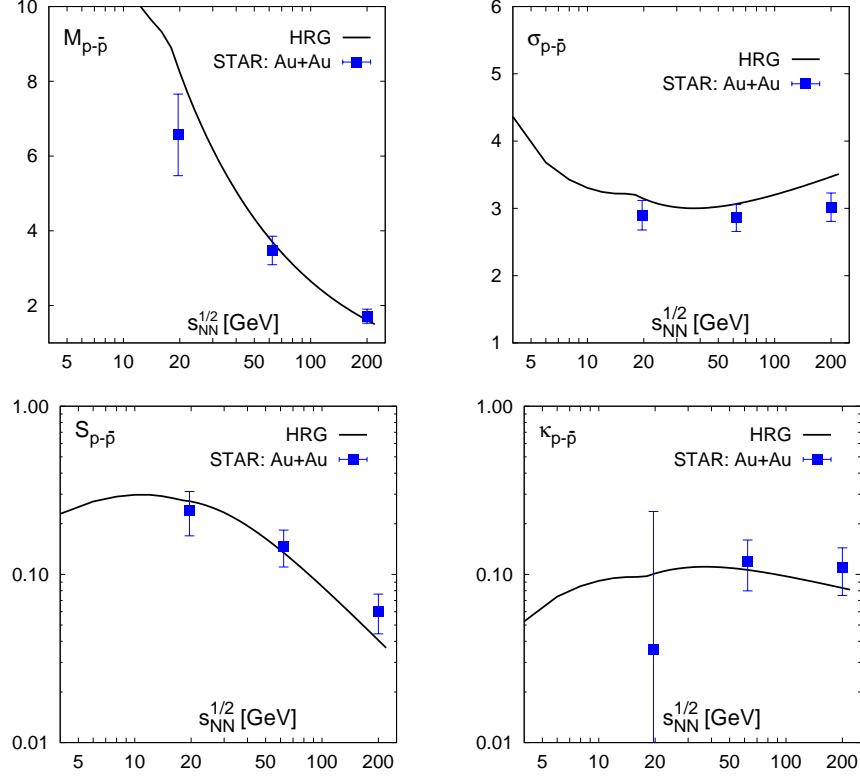 M_{p-p̄}
HRG
STAR: Au+Au
10
8
6
4
2
s_{NN}^{1/2} [GeV]
5 10 20 50 100 200
σ_{p-p̄}
HRG
STAR: Au+Au
6
5
4
3
2
1
s_{NN}^{1/2} [GeV]
5 10 20 50 100 200
S_{p-p̄}
HRG
STAR: Au+Au
1.00
0.10
0.01
s_{NN}^{1/2} [GeV]
5 10 20 50 100 200
κ_{p-p̄}
HRG
STAR: Au+Au
1.00
0.10
0.01
s_{NN}^{1/2} [GeV]
5 10 20 50 100 200